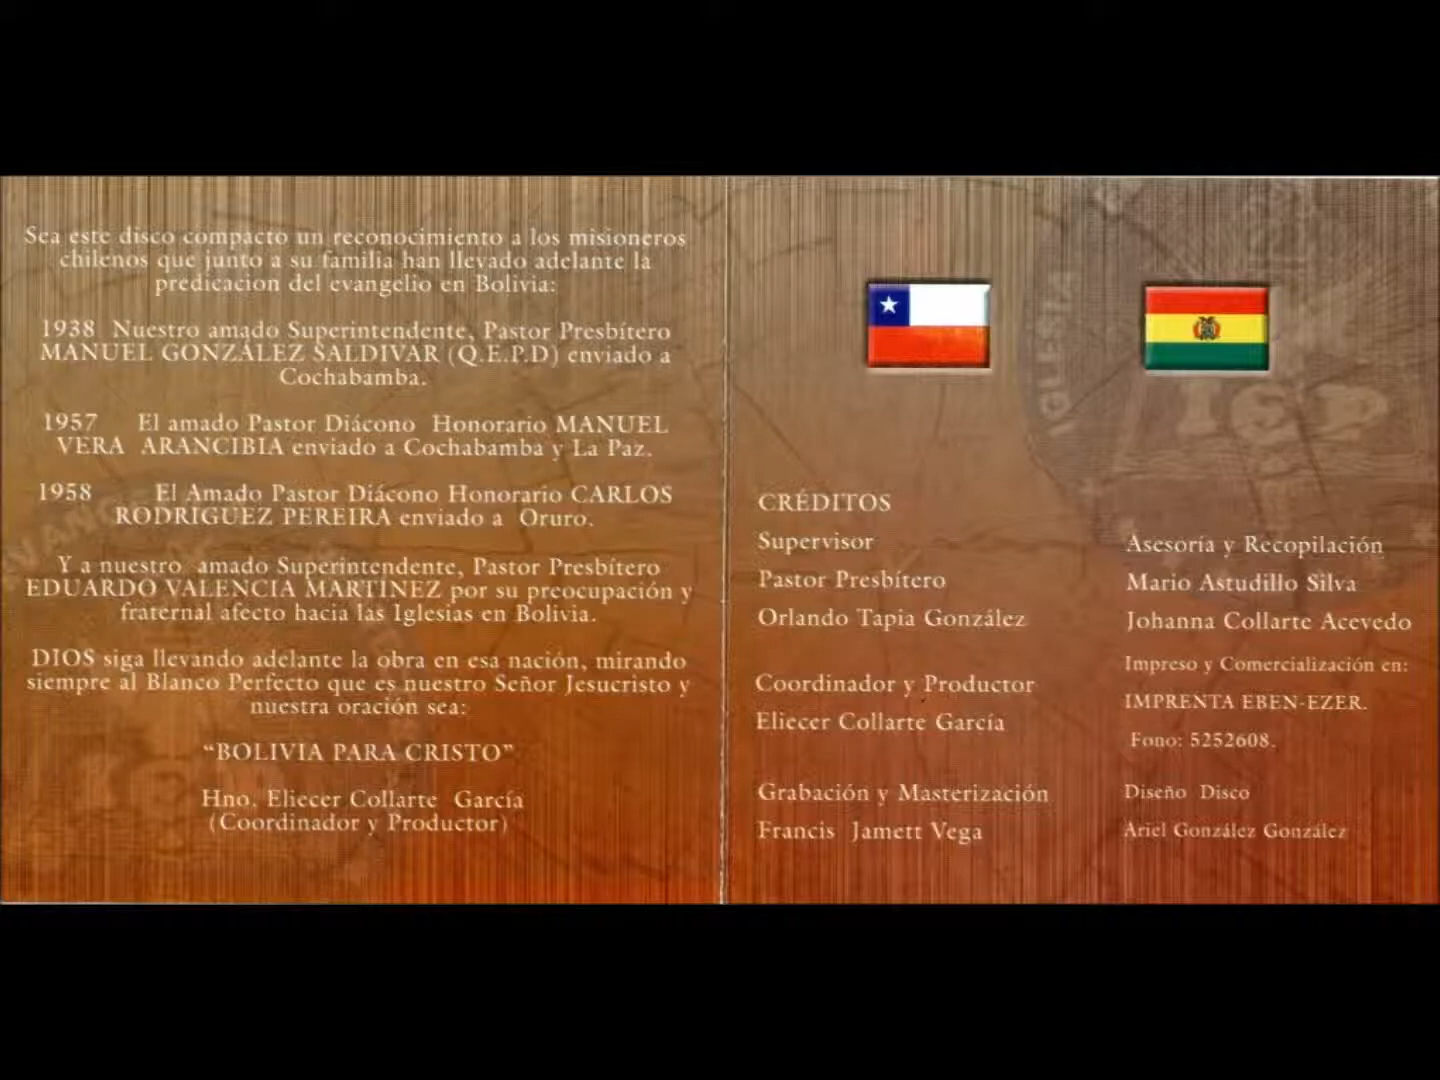 Sea este disco compacto un reconocimiento a los misioneros
chilenos que junto a su familia han llevado adelante la
predicacion del evangelio en Bolivia:
1938 Nuestro amado Superintendente, Pastor Presbítero
MANUEL GONZÁLEZ SALDIVAR (Q.E.P.D) enviado a
Cochabamba.
1957 El amado Pastor Diácono Honorario MANUEL
VERA ARANCIBIA enviado a Cochabamba y La Paz.
1958 El Amado Pastor Diácono Honorario CARLOS
RODRIGUEZ PEREIRA enviado a Oruro.
Y a nuestro amado Superintendente, Pastor Presbítero
EDUARDO VALENCIA MARTINEZ por su preocupación y
fraternal afecto hacia las Iglesias en Bolivia.
DIOS siga llevando adelante la obra en esa nación, mirando
siempre al Blanco Perfecto que es nuestro Señor Jesucristo y
nuestra oración sea:
“BOLIVIA PARA CRISTO”
Hno. Eliecer Collarte García
(Coordinador y Productor)
IGLESIA
IEP
CRÉDITOS
Supervisor
Pastor Presbítero
Orlando Tapia González
Coordinador y Productor
Eliecer Collarte García
Grabación y Masterización
Francis Jamett Vega
Asesoría y Recopilación
Mario Astudillo Silva
Johanna Collarte Acevedo
Impreso y Comercialización en:
IMPRENTA EBEN-EZER.
Fono: 5252608.
Diseño Disco
Ariel González González